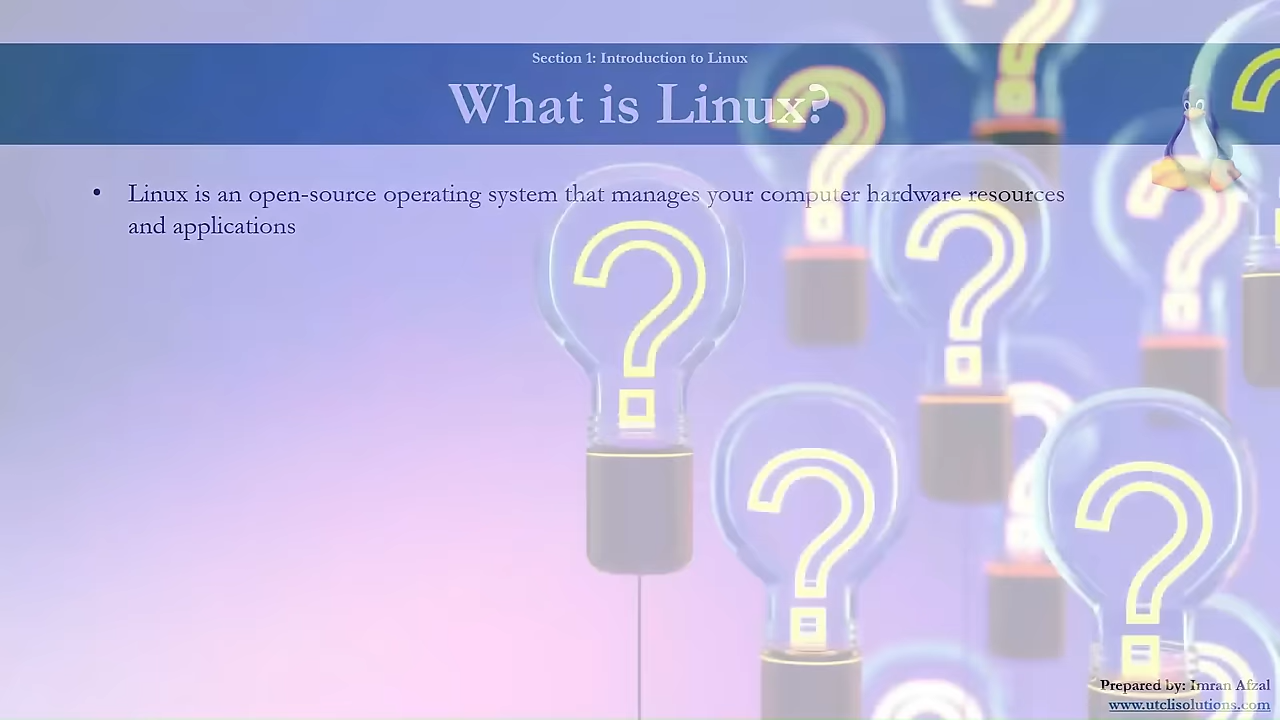 Section 1: Introduction to Linux
What is Linux?
• Linux is an open-source operating system that manages your computer hardware resources
and applications
Prepared by: Imran Afzal
www.utclisolutions.com